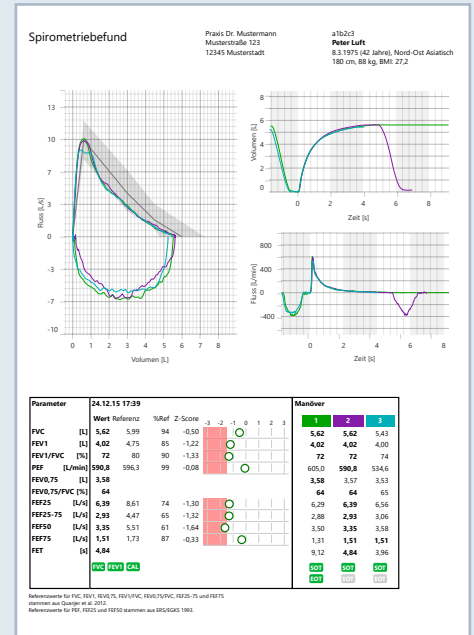 Spirometriebefund
Praxis Dr. Mustermann
Musterstraße 123
12345 Musterstadt
a1b2c3
Peter Luft
8.3.1975 (42 Jahre), Nord-Ost Asiatisch
180 cm, 88 kg, BMI: 27,2
Fluss [L]
13
10
7
3
0
-3
-7
-10
0 1 2 3 4 5 6 7 8
Volumen [L]
Volumen [L]
8
6
4
2
0
0 2 4 6 8
Zeit [s]
Fluss [L/min]
800
400
0
-400
0 2 4 6 8
Zeit [s]
Parameter 24.12.15 17:39 Manöver
Wert Referenz %Ref Z-Score -3 -2 -1 0 1 2 3 1 2 3
FVC [L] 5,62 5,99 94 -0,50 5,62 5,62 5,43
FEV1 [L] 4,02 4,75 85 -1,22 4,02 4,02 4,00
FEV1/FVC [%] 72 80 90 -1,33 72 72 74
PEF [L/min] 590,8 596,3 99 -0,08 605,0 590,8 534,6
FEV0,75 [L] 3,58 3,58 3,57 3,53
FEV0,75/FVC [%] 64 64 64 65
FEF25 [L/s] 6,39 8,61 74 -1,30 6,29 6,39 6,56
FEF25-75 [L/s] 2,93 4,47 65 -1,32 2,88 2,93 3,06
FEF50 [L/s] 3,35 5,51 61 -1,64 3,50 3,35 3,58
FEF75 [L/s] 1,51 1,73 87 -0,33 1,31 1,51 1,51
FET [s] 4,84 9,12 4,84 3,96
FVC FEV1 CAL SOT SOT SOT
EOT EOT EOT
Referenzwerte für FVC, FEV1, FEV0,75, FEV1/FVC, FEV0,75/FVC, FEF25-75 und FEF75
stammen aus Quanjer et al. 2012.
Referenzwerte für PEF, FEF25 und FEF50 stammen aus ERS/EGKS 1993.